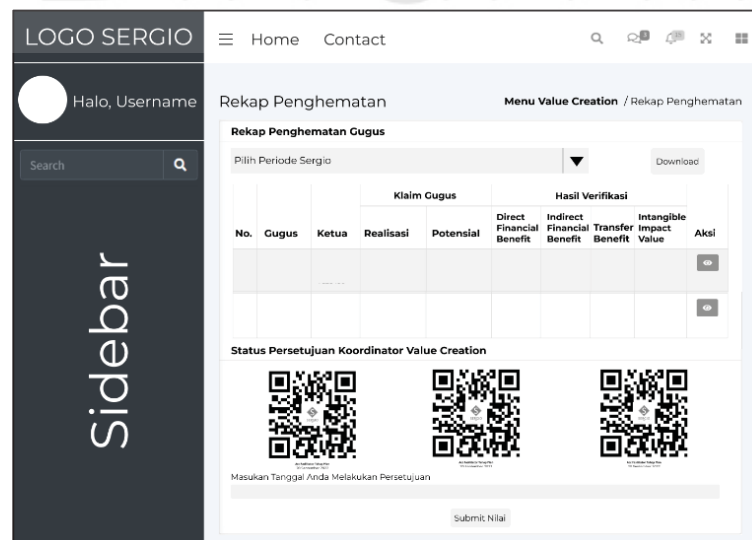 LOGO SERGIO
Home Contact
Halo, Username
Rekap Penghematan
Menu Value Creation / Rekap Penghematan
Rekap Penghematan Gugus
Search
Pilih Periode Sergio
Download
Klaim Gugus
Hasil Verifikasi
No. Gugus Ketua Realisasi Potensial Direct Financial Benefit Indirect Financial Benefit Transfer Benefit Intangible Impact Value Aksi
Sidebar
Status Persetujuan Koordinator Value Creation
Masukan Tanggal Anda Melakukan Persetujuan
Submit Nilai